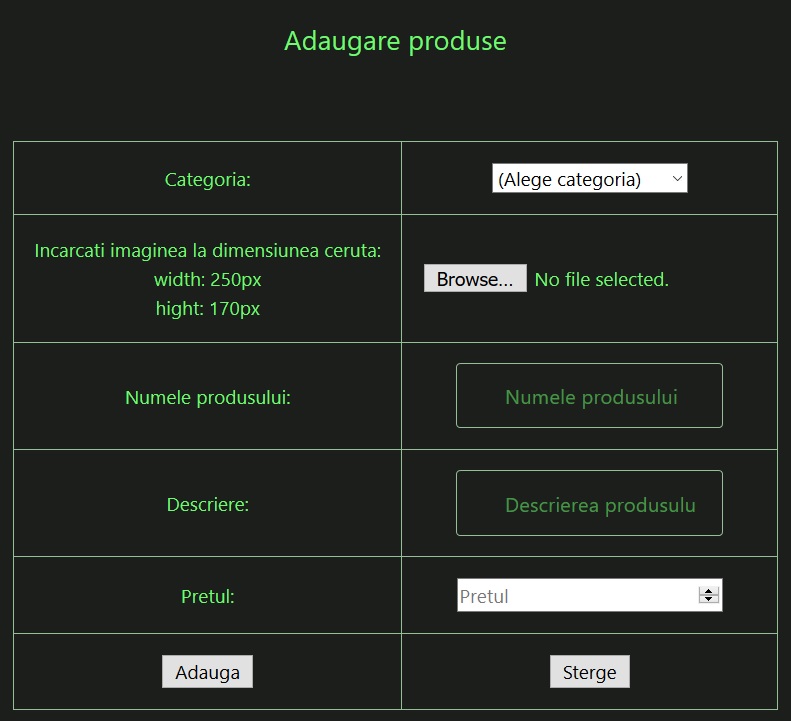 Adaugare produse
Categoria:
(Alege categoria)
Incarcati imaginea la dimensiunea ceruta:
width: 250px
hight: 170px
Browse...
No file selected.
Numele produsului:
Numele produsului
Descriere:
Descrierea produsulu
Pretul:
Pretul
Adauga
Sterge